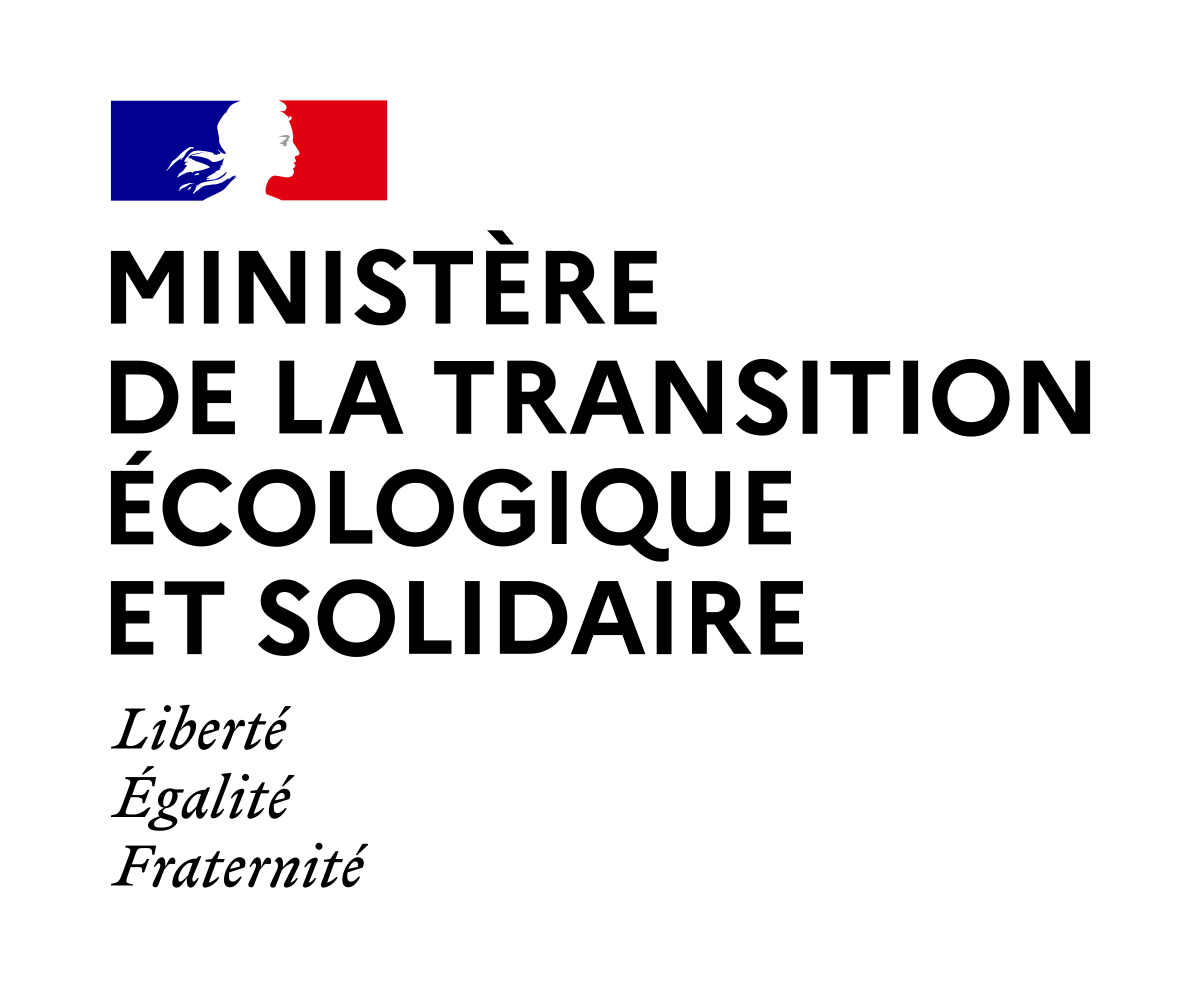 MINISTÈRE
DE LA TRANSITION
ÉCOLOGIQUE
ET SOLIDAIRE
Liberté
Égalité
Fraternité